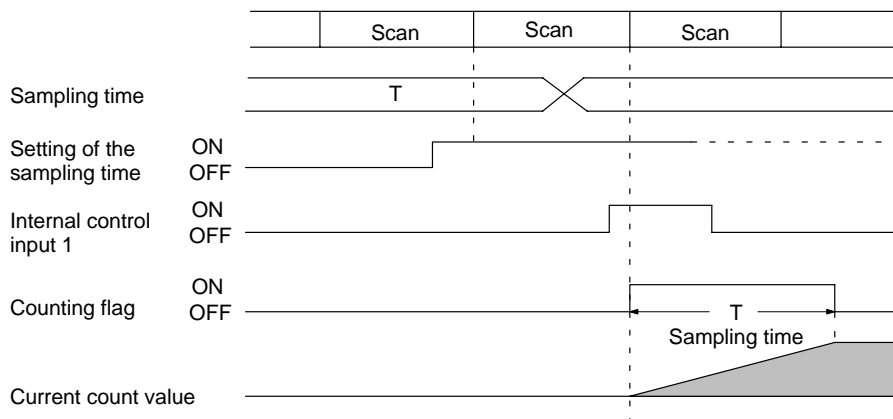 Scan Scan Scan
Sampling time T
Setting of the
sampling time
ON
OFF
Internal control
input 1
ON
OFF
Counting flag
ON
OFF
T
Sampling time
Current count value